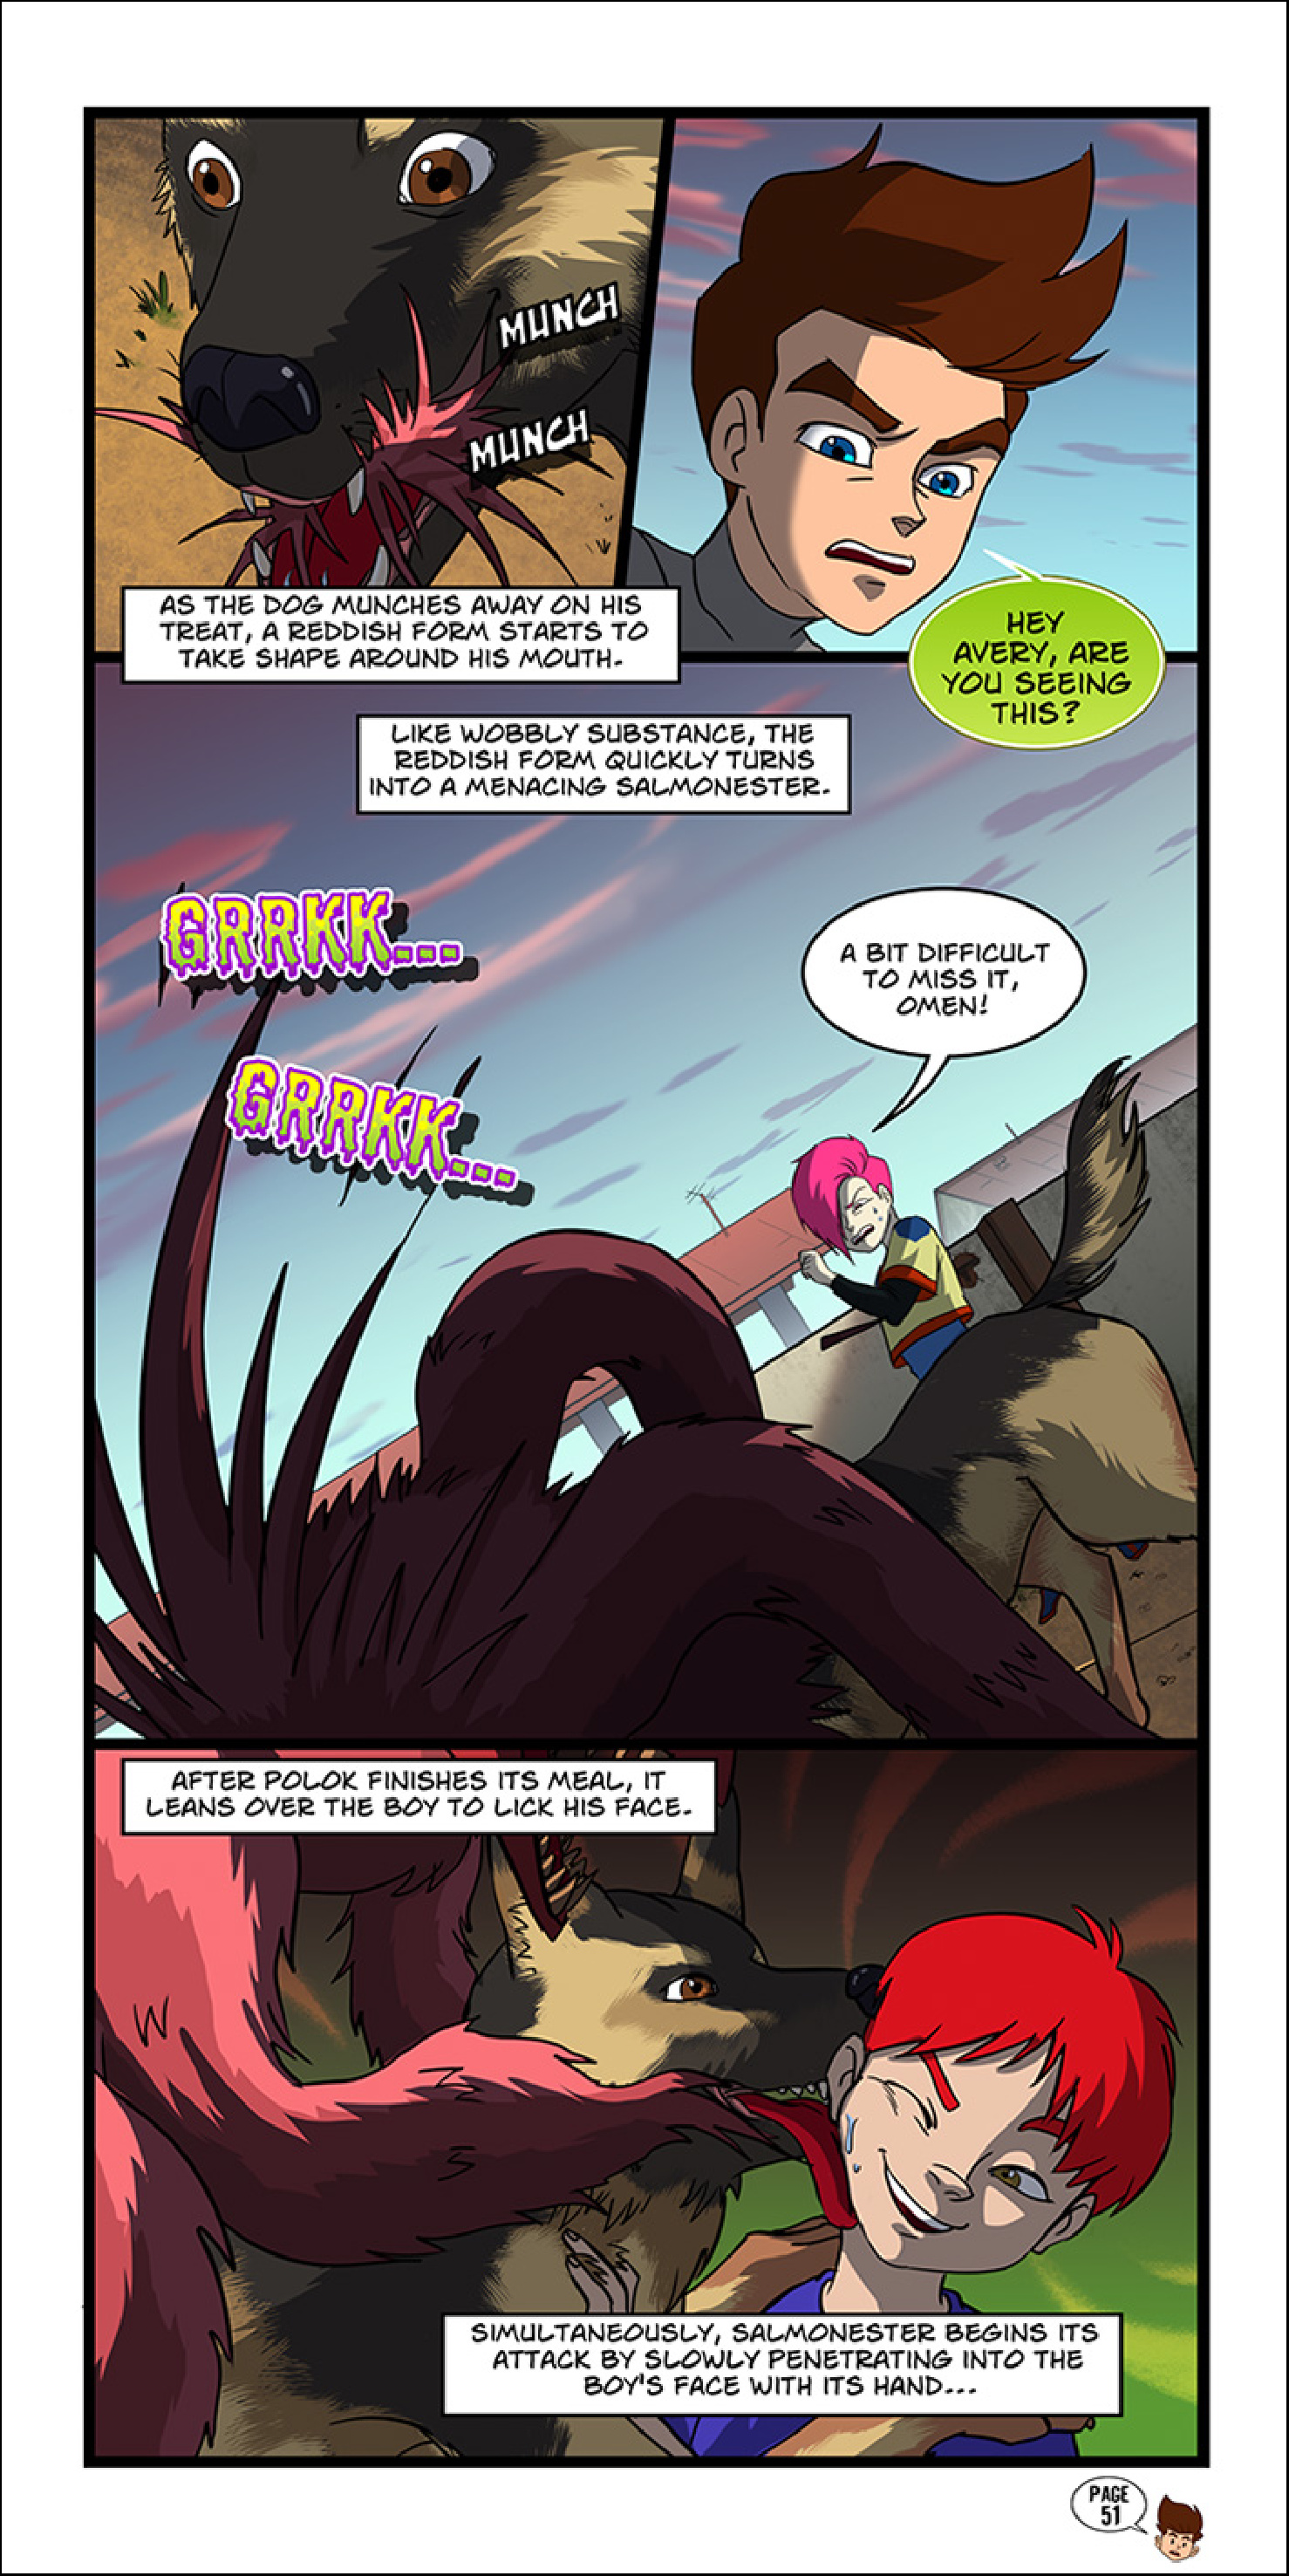 MUNCH
MUNCH
AS THE DOG MUNCHES AWAY ON HIS
TREAT, A REDDISH FORM STARTS TO
TAKE SHAPE AROUND HIS MOUTH.
HEY
AVERY, ARE
YOU SEEING
THIS?
LIKE WOBBLY SUBSTANCE, THE
REDDISH FORM QUICKLY TURNS
INTO A MENACING SALMONESTER.
GRRKK...
A BIT DIFFICULT
TO MISS IT,
OMEN!
GRRKK...
AFTER POLOK FINISHES ITS MEAL, IT
LEANS OVER THE BOY TO LICK HIS FACE.
SIMULTANEOUSLY, SALMONESTER BEGINS ITS
ATTACK BY SLOWLY PENETRATING INTO THE
BOY'S FACE WITH ITS HAND...
PAGE
51